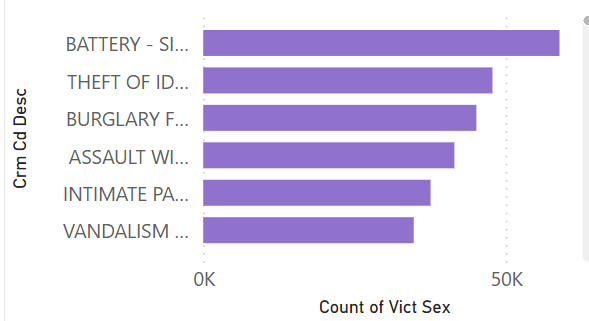 Crm Cd Desc
BATTERY - SI...
THEFT OF ID...
BURGLARY F...
ASSAULT WI...
INTIMATE PA...
VANDALISM ...
0K 50K
Count of Vict Sex